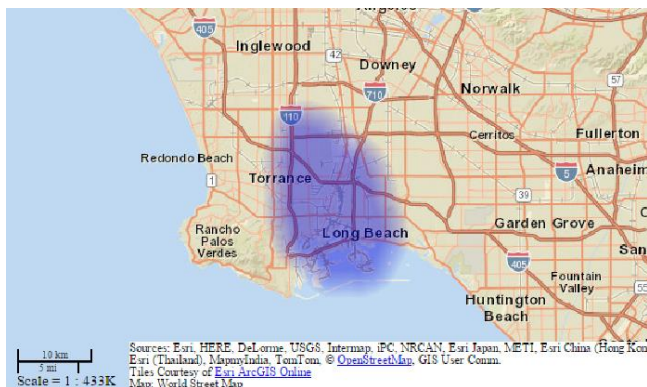 Angeles
405
Inglewood
42
Downey
57
710
Norwalk
110
Cerritos
Fullerton
Redondo Beach
Anaheim
5
1
Torrance
39
Rancho
Palos
Verdes
Long Beach
Garden Grove
405
Fountain
Valley
55
Huntington
Beach
10 km
5 mi
Scale = 1 : 433K
Sources: Esri, HERE, DeLorme, USGS, Intermap, iPC, NRCAN, Esri Japan, METI, Esri China (Hong Kon
Esri (Thailand), MapmyIndia, TomTom, © OpenStreetMap, GIS User Comm.
Tiles Courtesy of Esri ArcGIS Online
Map: World Street Map